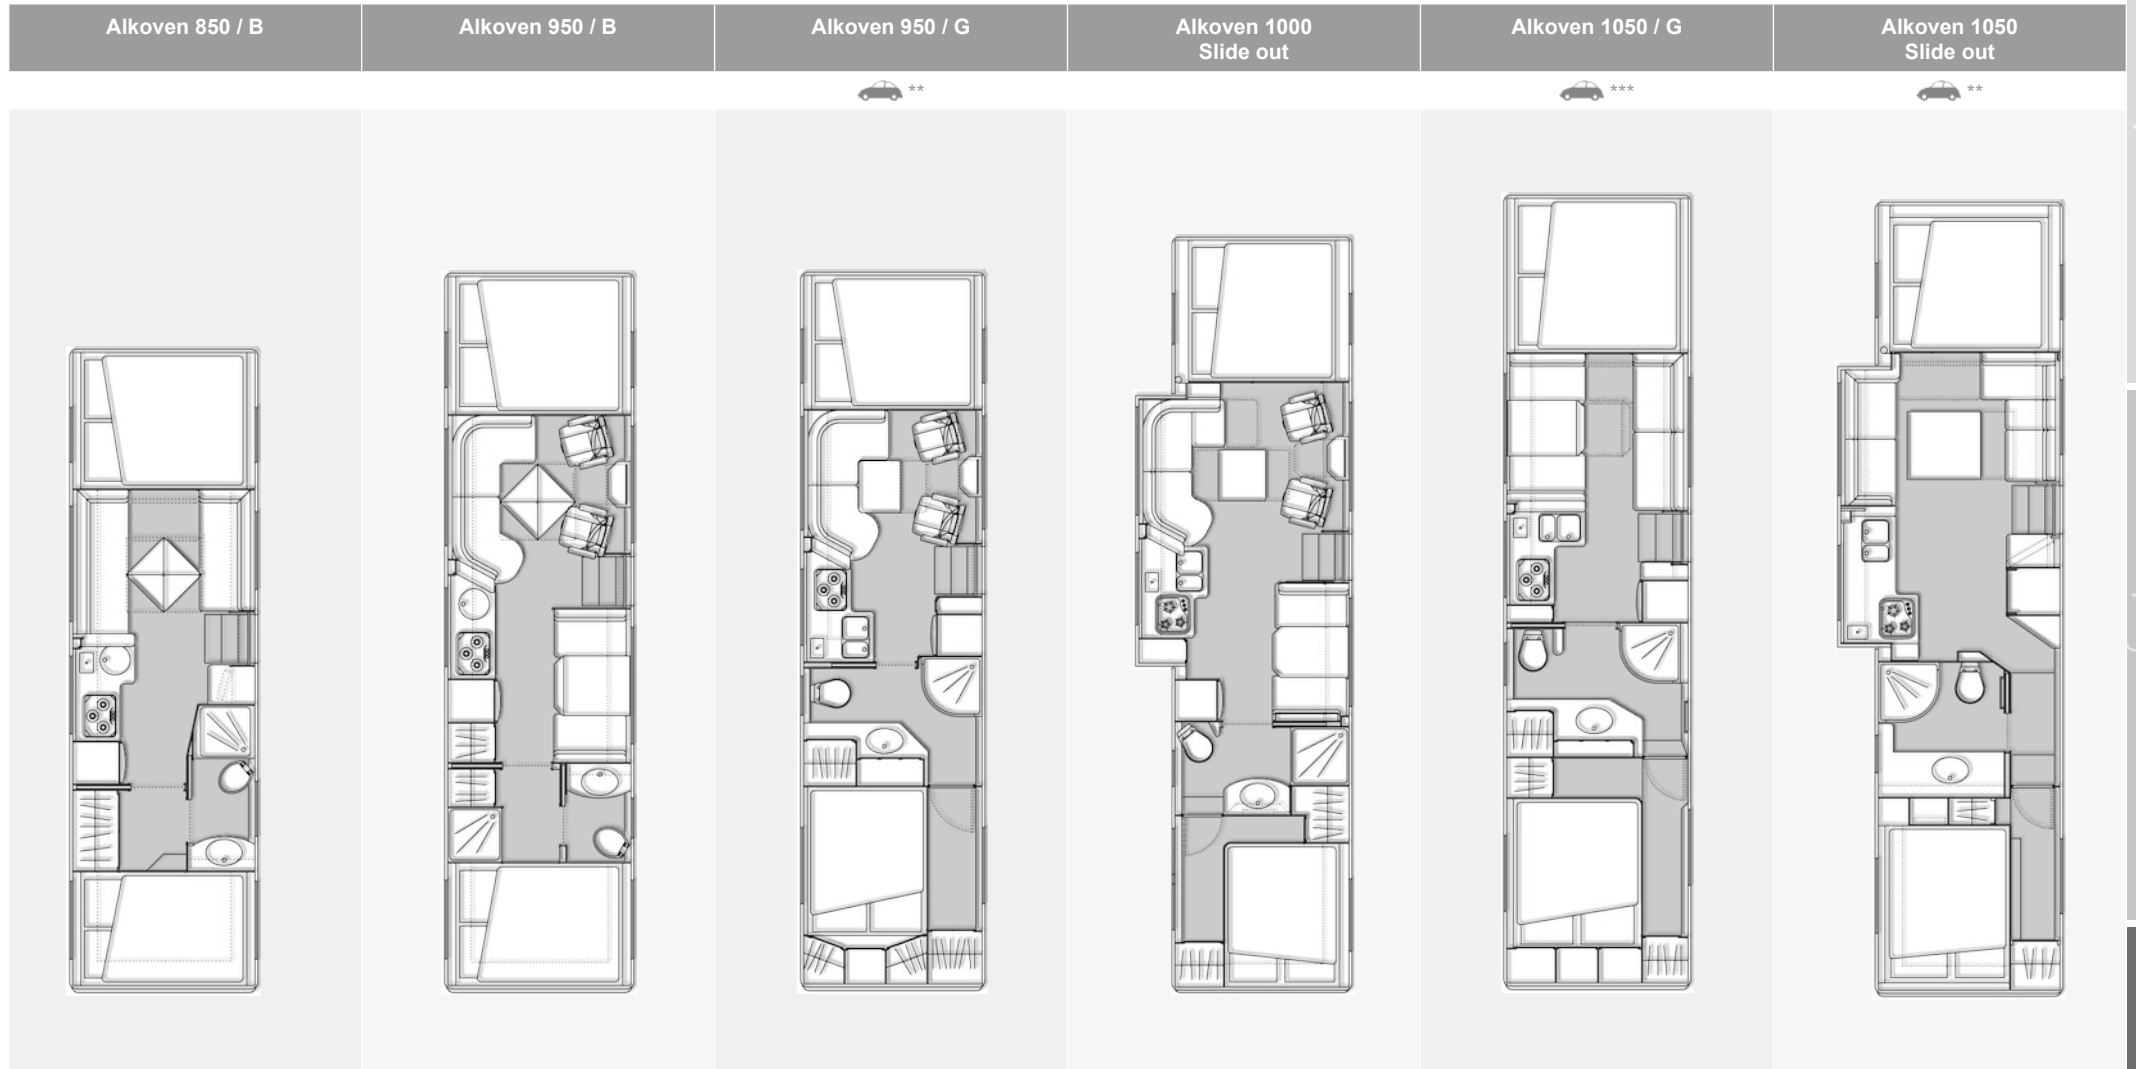 Alkoven 850 / B
Alkoven 950 / B
Alkoven 950 / G
Alkoven 1000
Slide out
Alkoven 1050 / G
Alkoven 1050
Slide out
**
***
**